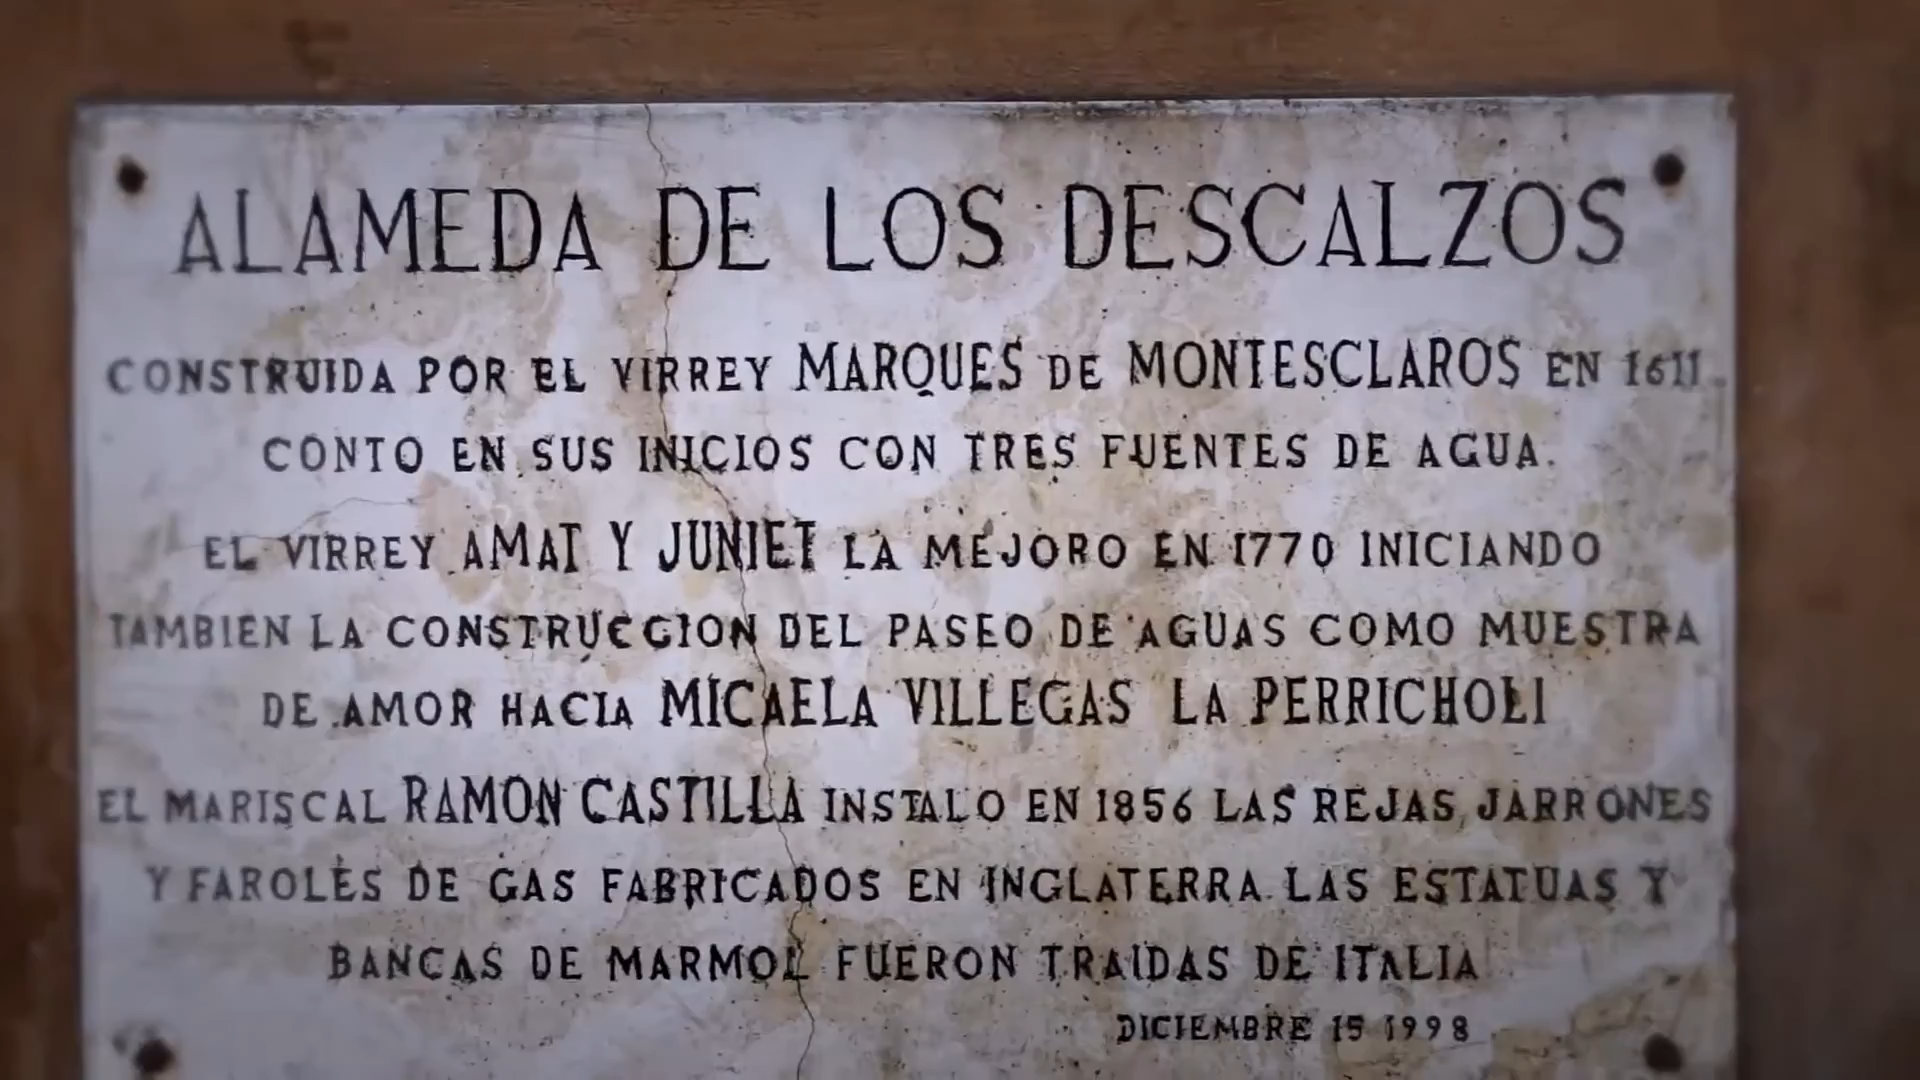 ALAMEDA DE LOS DESCALZOS
CONSTRUIDA POR EL VIRREY MARQUES DE MONTESCLAROS EN 1611.
CONTO EN SUS INICIOS CON TRES FUENTES DE AGUA.
EL VIRREY AMAT Y JUNIET LA MEJORO EN 1770 INICIANDO
TAMBIEN LA CONSTRUCCION DEL PASEO DE AGUAS COMO MUESTRA
DE AMOR HACIA MICAELA VILLEGAS LA PERRICHOLI
EL MARISCAL RAMON CASTILLA INSTALO EN 1856 LAS REJAS, JARRONES
Y FAROLES DE GAS FABRICADOS EN INGLATERRA. LAS ESTATUAS Y
BANCAS DE MARMOL FUERON TRAIDAS DE ITALIA
DICIEMBRE 15 1998